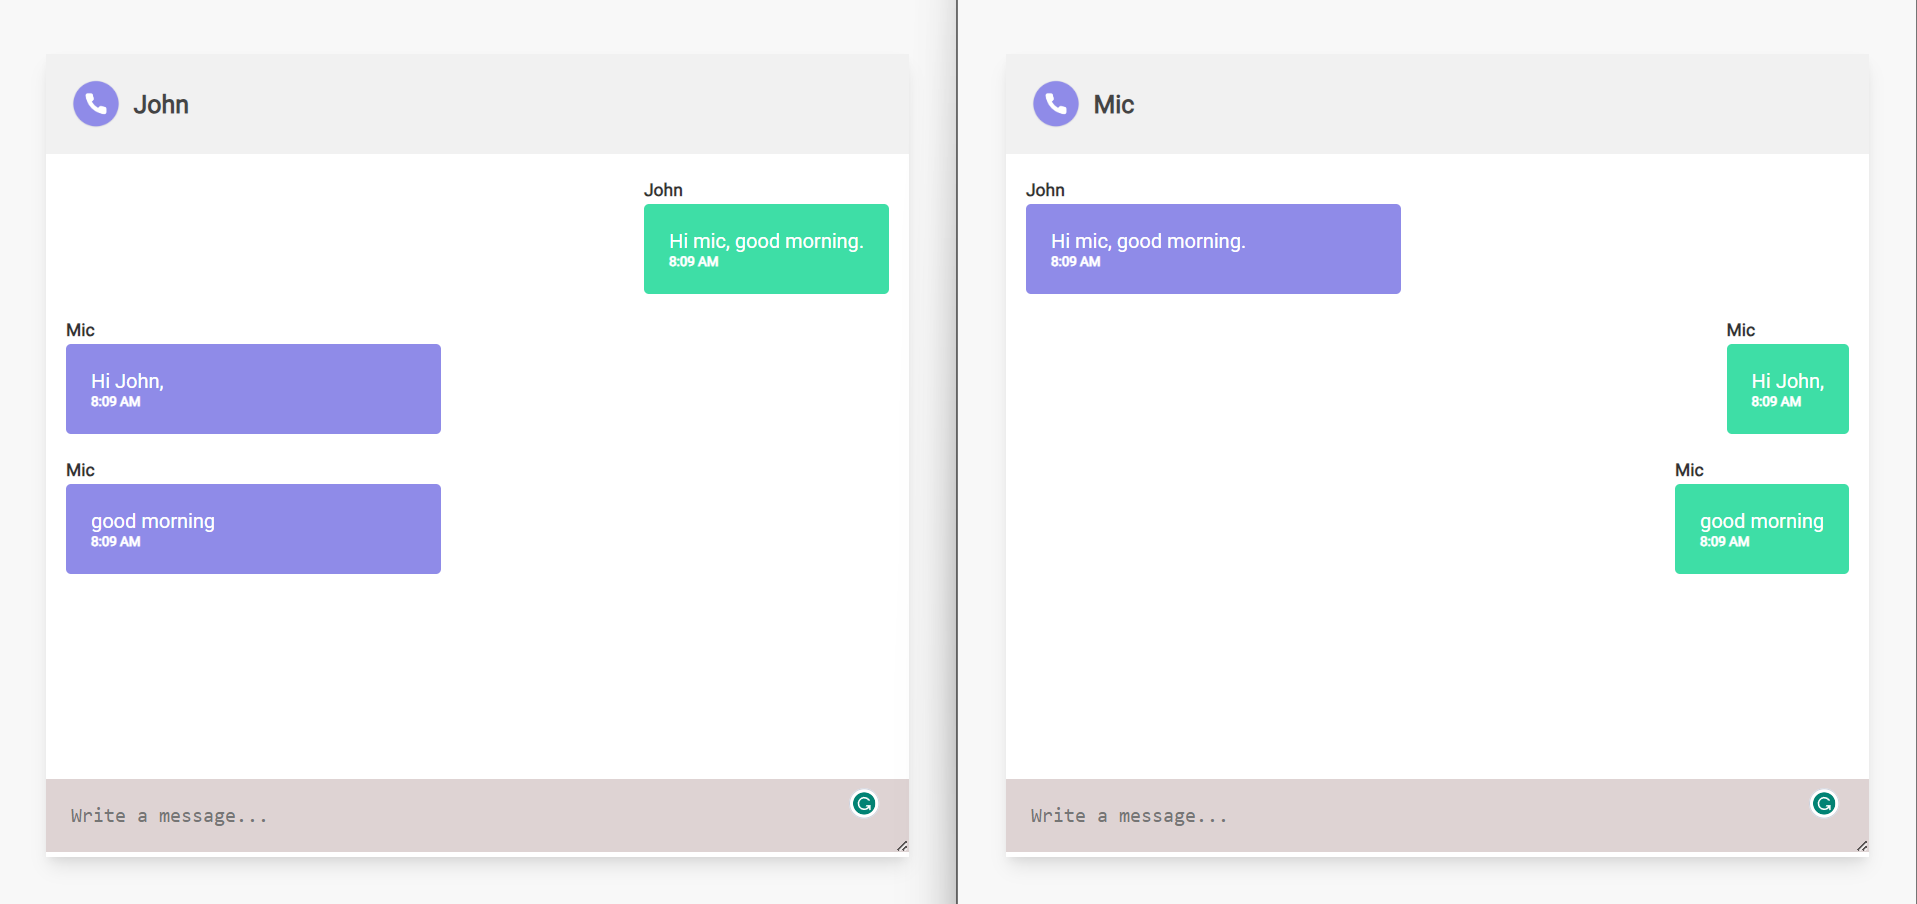 John
John
Hi mic, good morning.
8:09 AM
Mic
Hi John,
8:09 AM
Mic
good morning
8:09 AM
Write a message...
Mic
John
Hi mic, good morning.
8:09 AM
Mic
Hi John,
8:09 AM
Mic
good morning
8:09 AM
Write a message...